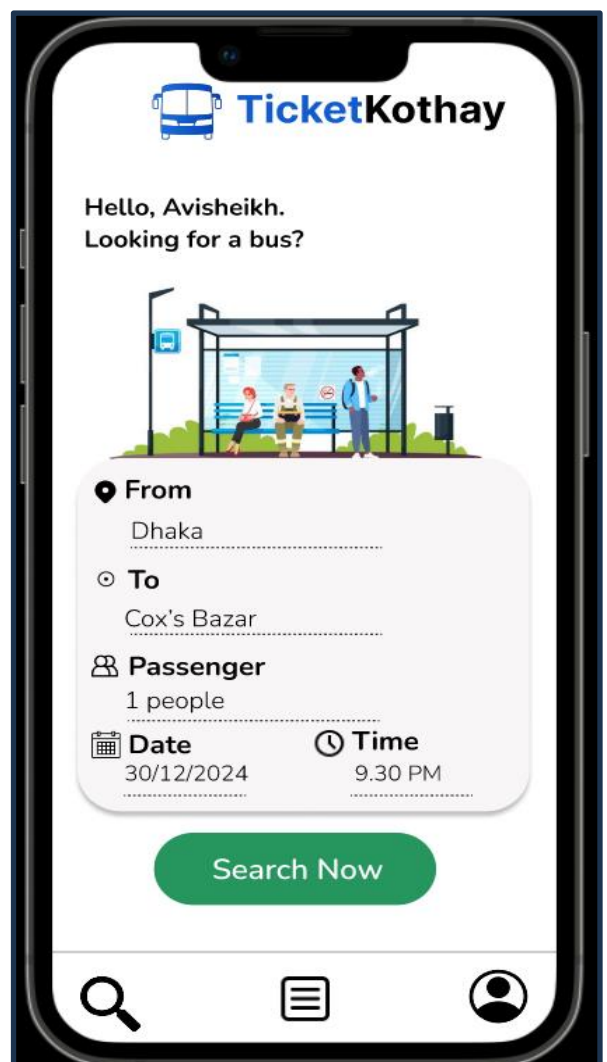 TicketKothay
Hello, Avisheikh.
Looking for a bus?
From
Dhaka
To
Cox's Bazar
Passenger
1 people
Date
Time
30/12/2024
9.30 PM
Search Now